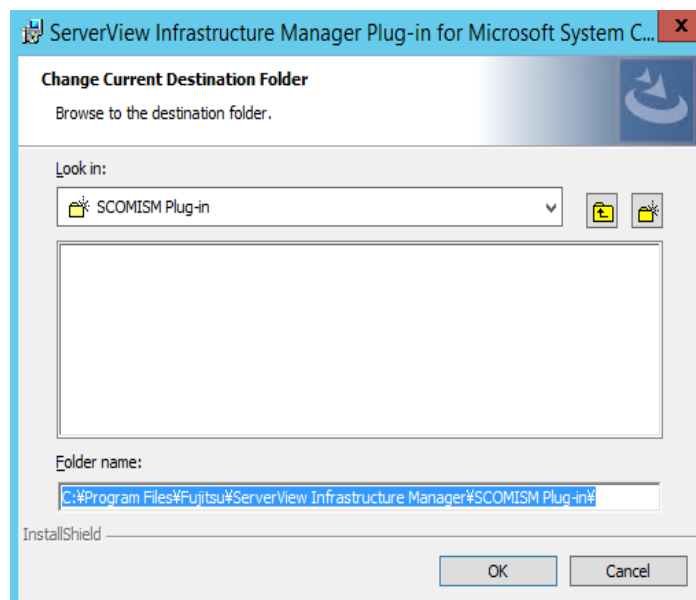 ServerView Infrastructure Manager Plug-in for Microsoft System C...
x
Change Current Destination Folder
Browse to the destination folder.
Look in:
SCOMISM Plug-in
Folder name:
C:¥Program Files¥Fujitsu¥ServerView Infrastructure Manager¥SCOMISM Plug-in¥
InstallShield
OK Cancel